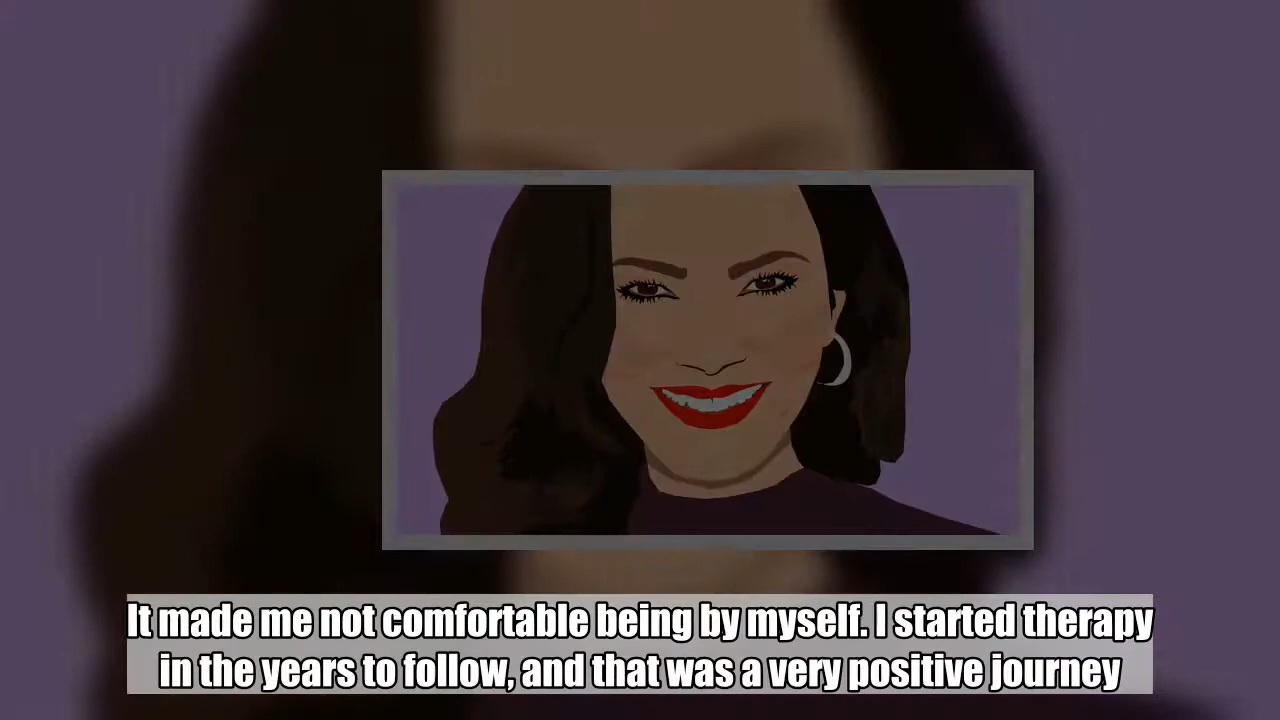 It made me not comfortable being by myself. I started therapy
in the years to follow, and that was a very positive journey